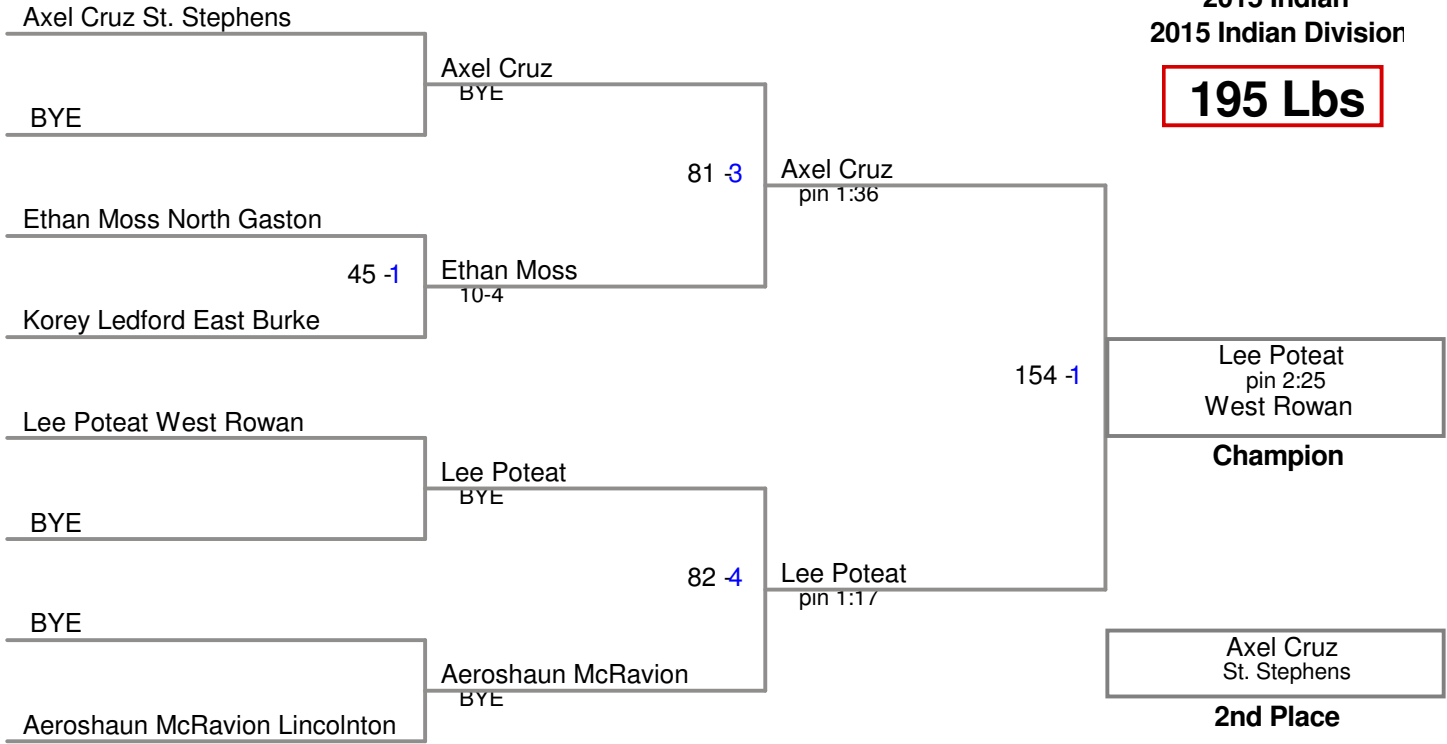 2015 Indian
2015 Indian Division
195 Lbs
Axel Cruz St. Stephens
BYE
Axel Cruz
BYE
Ethan Moss North Gaston
45 -1
Korey Ledford East Burke
Ethan Moss
10-4
81 -3
Axel Cruz
pin 1:36
Lee Poteat West Rowan
BYE
Lee Poteat
BYE
BYE
Aeroshaun McRavion Lincolnton
Aeroshaun McRavion
BYE
82 -4
Lee Poteat
pin 1:17
154 -1
Lee Poteat
pin 2:25
West Rowan
Champion
Axel Cruz
St. Stephens
2nd Place